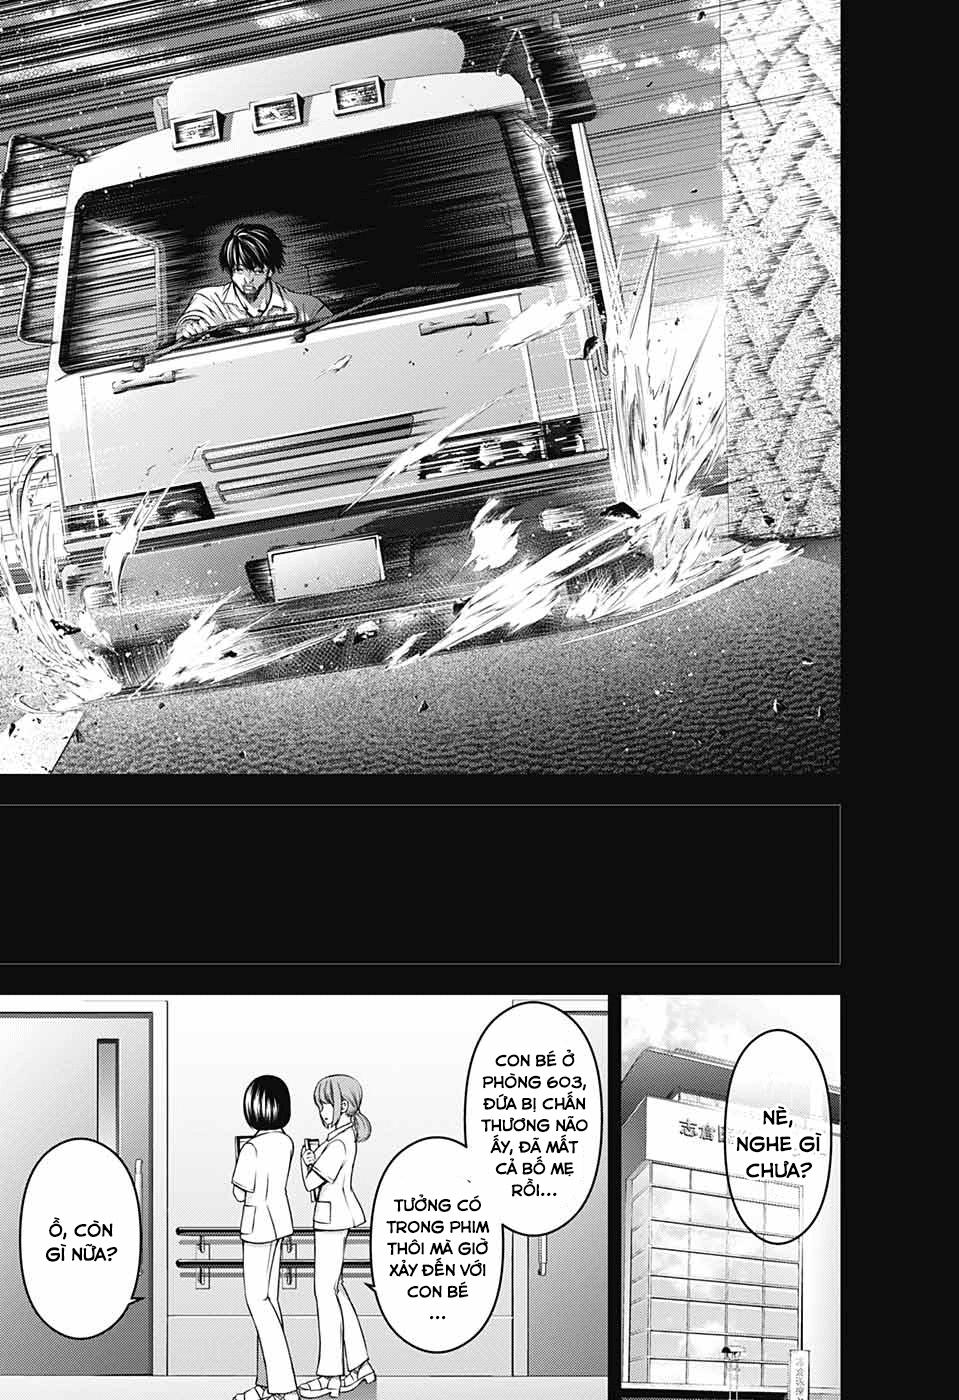 NÈ,
NGHE GÌ
CHƯA?
CON BÉ Ở
PHÒNG 603,
ĐỨA BỊ CHẤN
THƯƠNG NÃO
ẤY, ĐÃ MẤT
CẢ BỐ MẸ
RỒI...
TƯỞNG CÓ
TRONG PHIM
THÔI MÀ GIỜ
XẢY ĐẾN VỚI
CON BÉ
...
Ồ, CÒN
GÌ NỮA?